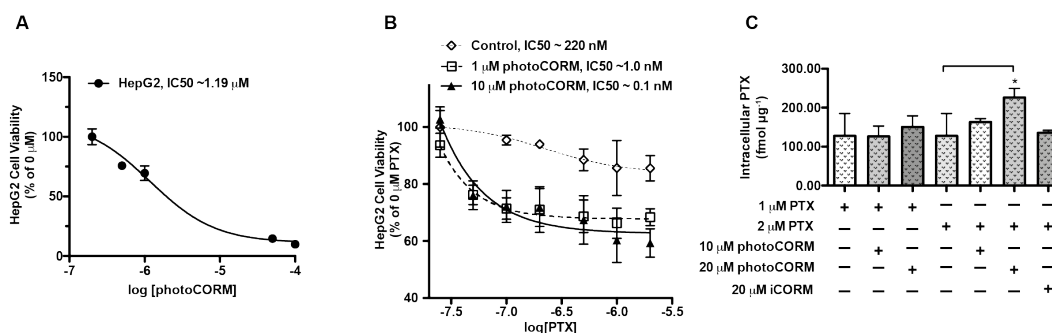 A
HepG2, IC50 ~1.19 μM
HepG2 Cell Viability
(% of 0 μM)
150
100
50
0
-7
-6
-5
-4
log [photoCORM]
B
Control, IC50 ~ 220 nM
1 μM photoCORM, IC50 ~1.0 nM
10 μM photoCORM, IC50 ~ 0.1 nM
HepG2 Cell Viability
(% of 0 μM PTX)
100
80
60
40
-7.5
-7.0
-6.5
-6.0
-5.5
log[PTX]
C
Intracellular PTX
(fmol μg⁻¹)
300.00
200.00
100.00
0.00
*
1 μM PTX + + + — — — —
2 μM PTX — — — + + + +
10 μM photoCORM — + — — + — —
20 μM photoCORM — — + — — + —
20 μM iCORM — — — — — — +